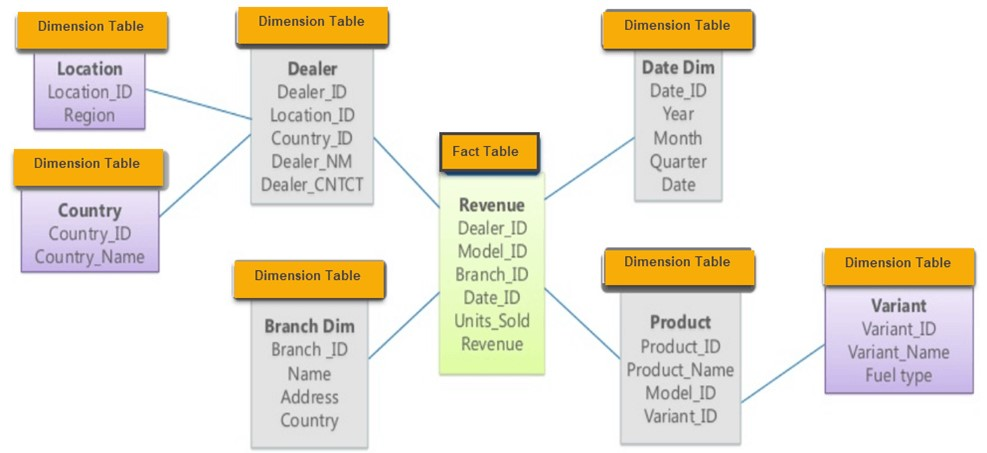 Dimension Table
Location
Location_ID
Region
Dimension Table
Country
Country_ID
Country_Name
Dimension Table
Dealer
Dealer_ID
Location_ID
Country_ID
Dealer_NM
Dealer_CNTCT
Dimension Table
Branch Dim
Branch _ID
Name
Address
Country
Fact Table
Revenue
Dealer_ID
Model_ID
Branch_ID
Date_ID
Units_Sold
Revenue
Dimension Table
Date Dim
Date_ID
Year
Month
Quarter
Date
Dimension Table
Product
Product_ID
Product_Name
Model_ID
Variant_ID
Dimension Table
Variant
Variant_ID
Variant_Name
Fuel type